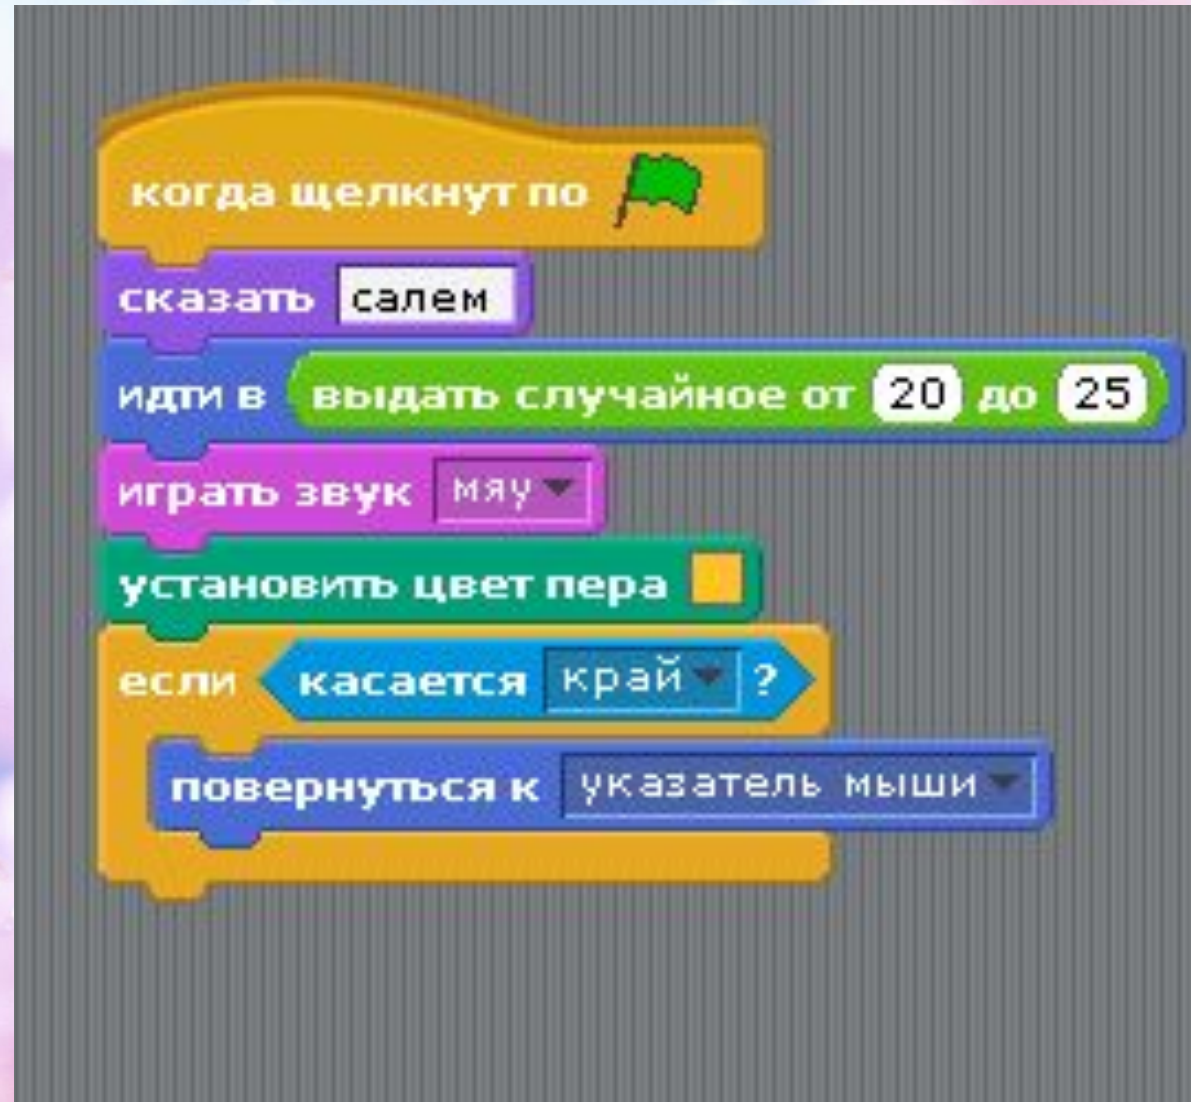 когда щелкнут по
сказать салем
идти в выдать случайное от 20 до 25
играть звук мяу
установить цвет пера
если касается край ?
повернуться к указатель мыши